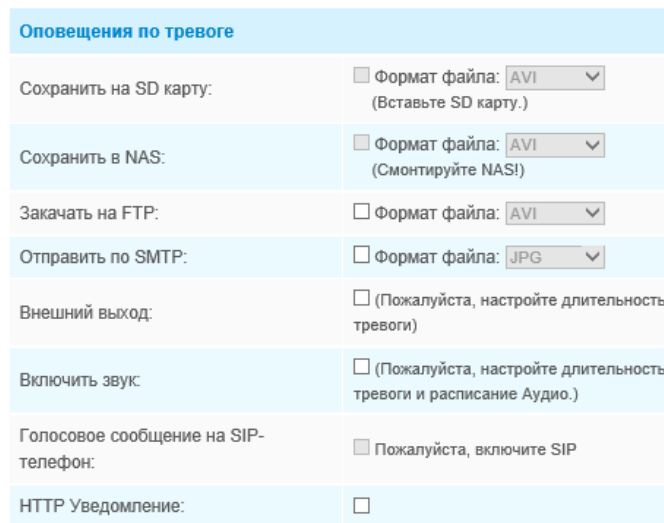 Оповещения по тревоге
Сохранить на SD карту:
Формат файла: AVI
(Вставьте SD карту.)
Сохранить в NAS:
Формат файла: AVI
(Смонтируйте NAS!)
Закачать на FTP:
Формат файла: AVI
Отправить по SMTP:
Формат файла: JPG
Внешний выход:
(Пожалуйста, настройте длительность
тревоги)
Включить звук:
(Пожалуйста, настройте длительность
тревоги и расписание Аудио.)
Голосовое сообщение на SIP-
телефон:
Пожалуйста, включите SIP
HTTP Уведомление: